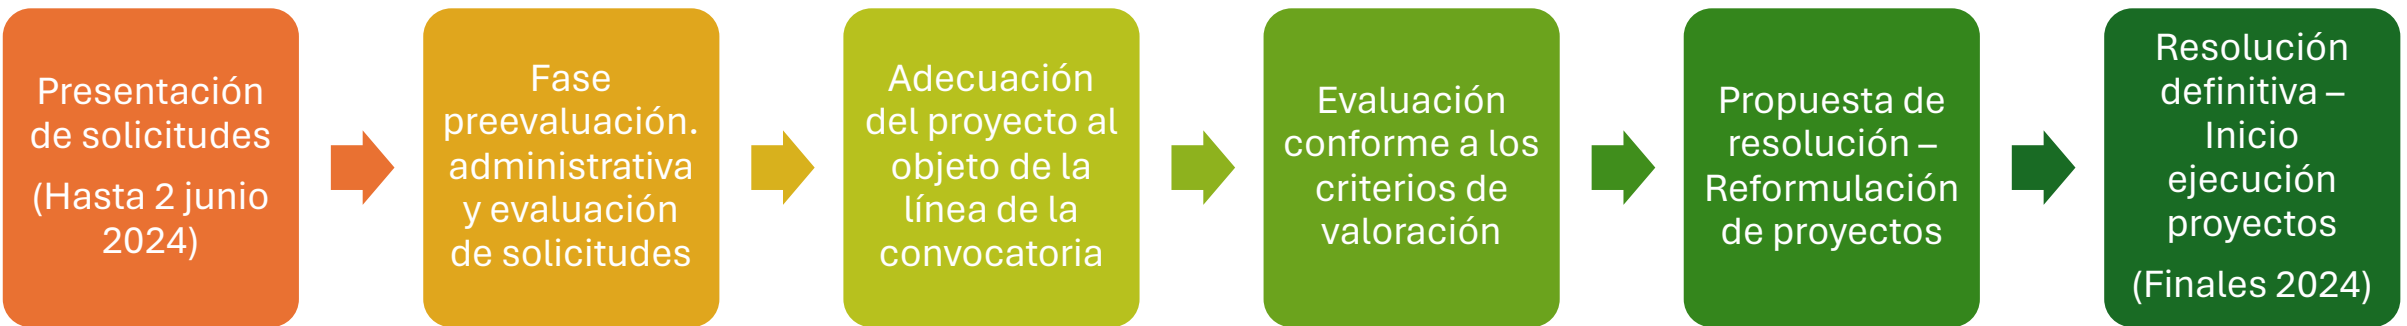 Presentación
de solicitudes
(Hasta 2 junio
2024)
Fase
preevaluación.
administrativa
y evaluación
de solicitudes
Adecuación
del proyecto al
objeto de la
línea de la
convocatoria
Evaluación
conforme a los
criterios de
valoración
Propuesta de
resolución –
Reformulación
de proyectos
Resolución
definitiva –
Inicio
ejecución
proyectos
(Finales 2024)